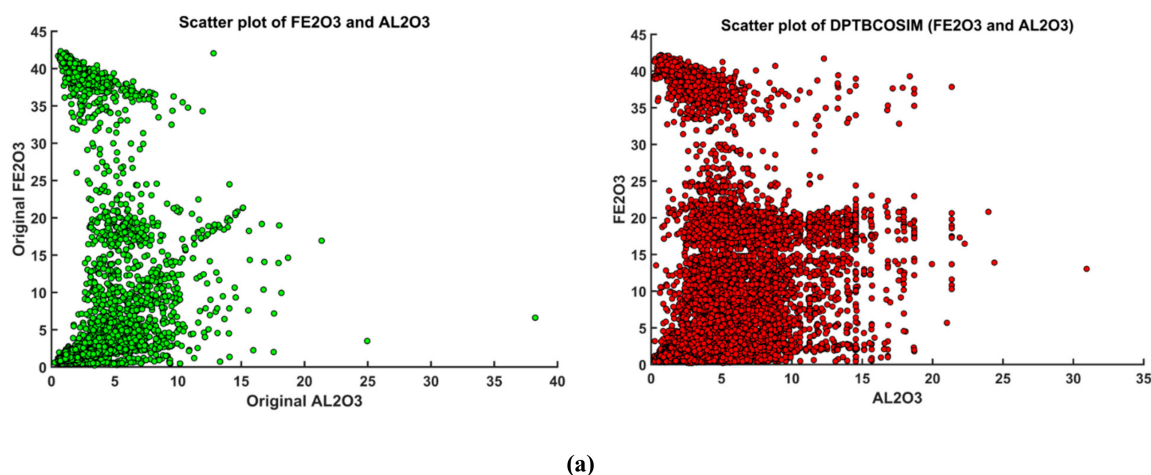 Scatter plot of FE2O3 and AL2O3
45
40
35
30
25
20
15
10
5
0
Original FE2O3
0 5 10 15 20 25 30 35 40
Original AL2O3
Scatter plot of DPTBCOSIM (FE2O3 and AL2O3)
45
40
35
30
25
20
15
10
5
0
FE2O3
0 5 10 15 20 25 30 35
AL2O3
(a)